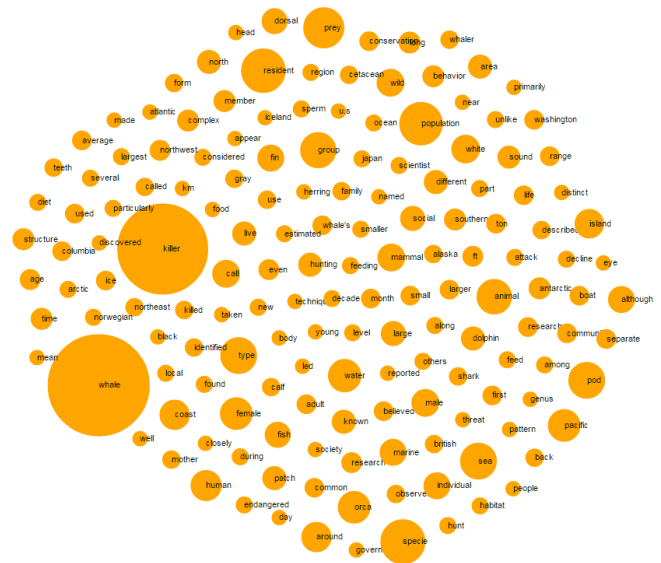 dorsal
prey
head
conservation
long
whaler
north
resident
region
cetacean
wild
behavior
area
form
primarily
member
near
made
atlantic
complex
iceland
sperm
u.s
ocean
population
unlike
washington
average
appear
northwest
largest
considered
fin
group
japan
scientist
white
sound
range
teeth
several
called
km
gray
different
part
life
distinct
diet
used
particularly
food
use
herring
family
named
smaller
social
southern
ton
described
island
structure
columbia
discovered
killer
live
estimated
whale's
age
arctic
ice
call
even
hunting
feeding
mammal
alaska
ft
attack
decline
eye
time
norwegian
northeast
killed
taken
new
technique
decade
month
small
larger
animal
antarctic
boat
although
mean
black
identified
type
body
young
level
large
along
dolphin
research
separate
whale
local
found
calf
led
water
reported
others
shark
feed
among
pod
coast
female
adult
known
believed
male
threat
first
genus
pattern
pacific
well
closely
fish
society
marine
british
sea
back
mother
during
research
human
patch
common
observe
individual
people
endangered
day
orca
habitat
around
govern
specie
hunt